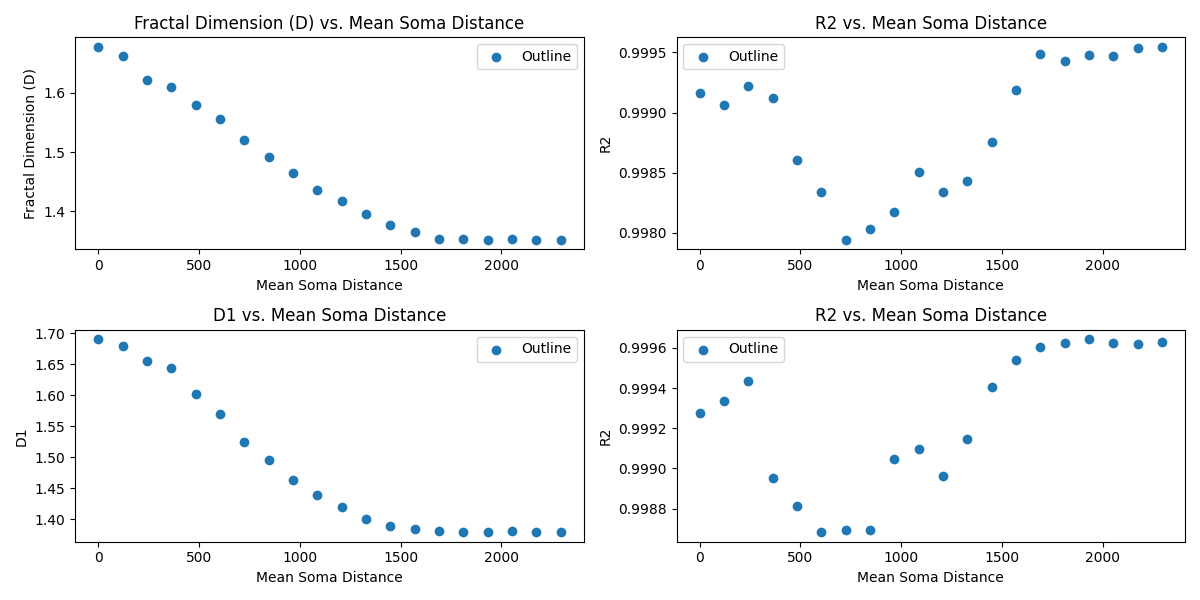 Fractal Dimension (D) vs. Mean Soma Distance
Fractal Dimension (D)
1.6
1.5
1.4
Outline
0
500
1000
1500
2000
Mean Soma Distance
R2 vs. Mean Soma Distance
R2
0.9995
0.9990
0.9985
0.9980
Outline
0
500
1000
1500
2000
Mean Soma Distance
D1 vs. Mean Soma Distance
D1
1.70
1.65
1.60
1.55
1.50
1.45
1.40
Outline
0
500
1000
1500
2000
Mean Soma Distance
R2 vs. Mean Soma Distance
R2
0.9996
0.9994
0.9992
0.9990
0.9988
Outline
0
500
1000
1500
2000
Mean Soma Distance